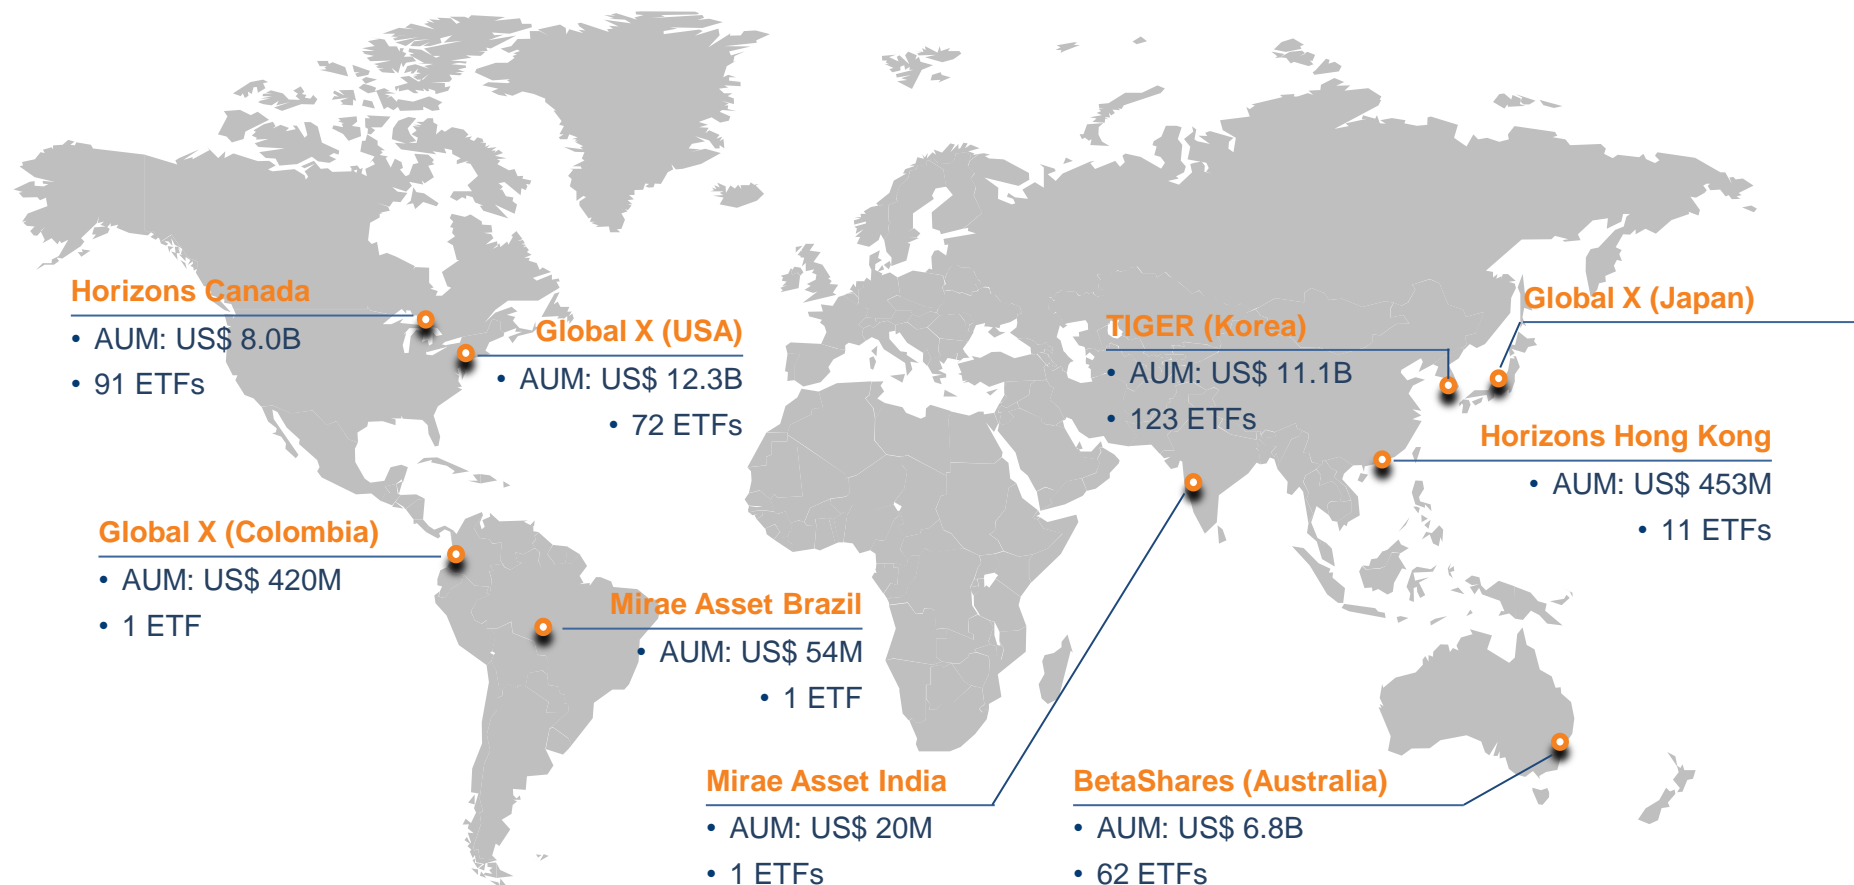 Horizons Canada
• AUM: US$ 8.0B
• 91 ETFs
Global X (USA)
• AUM: US$ 12.3B
• 72 ETFs
TIGER (Korea)
• AUM: US$ 11.1B
• 123 ETFs
Global X (Japan)
Horizons Hong Kong
• AUM: US$ 453M
• 11 ETFs
Global X (Colombia)
• AUM: US$ 420M
• 1 ETF
Mirae Asset Brazil
• AUM: US$ 54M
• 1 ETF
Mirae Asset India
• AUM: US$ 20M
• 1 ETFs
BetaShares (Australia)
• AUM: US$ 6.8B
• 62 ETFs